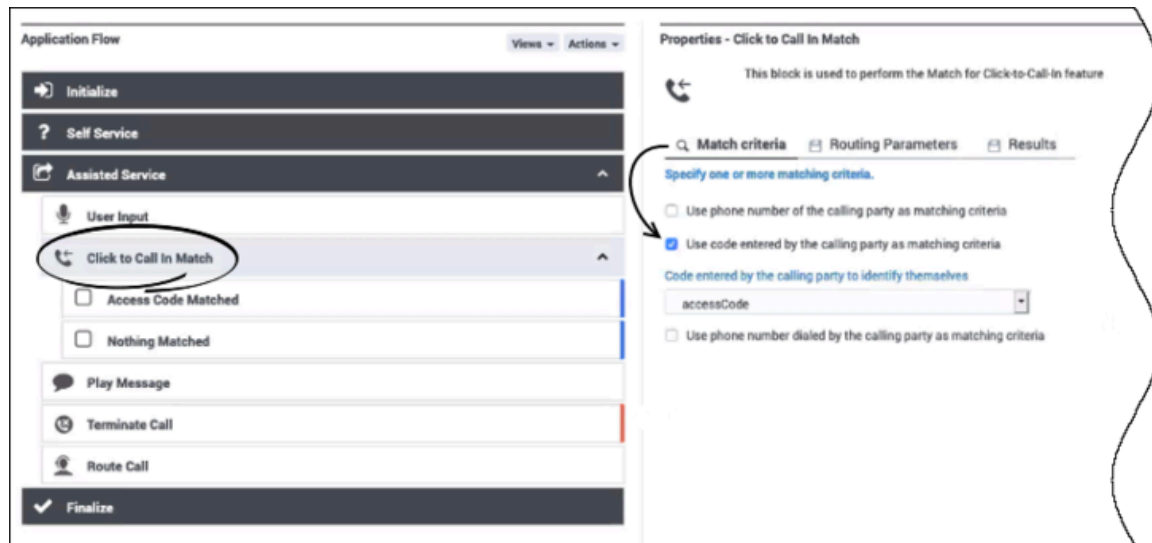 Application Flow
Views
Actions
Initialize
? Self Service
Assisted Service
User Input
Click to Call In Match
Access Code Matched
Nothing Matched
Play Message
Terminate Call
Route Call
Finalize
Properties - Click to Call In Match
This block is used to perform the Match for Click-to-Call-In feature
Match criteria
Routing Parameters
Results
Specify one or more matching criteria.
Use phone number of the calling party as matching criteria
Use code entered by the calling party as matching criteria
Code entered by the calling party to identify themselves
accessCode
Use phone number dialed by the calling party as matching criteria